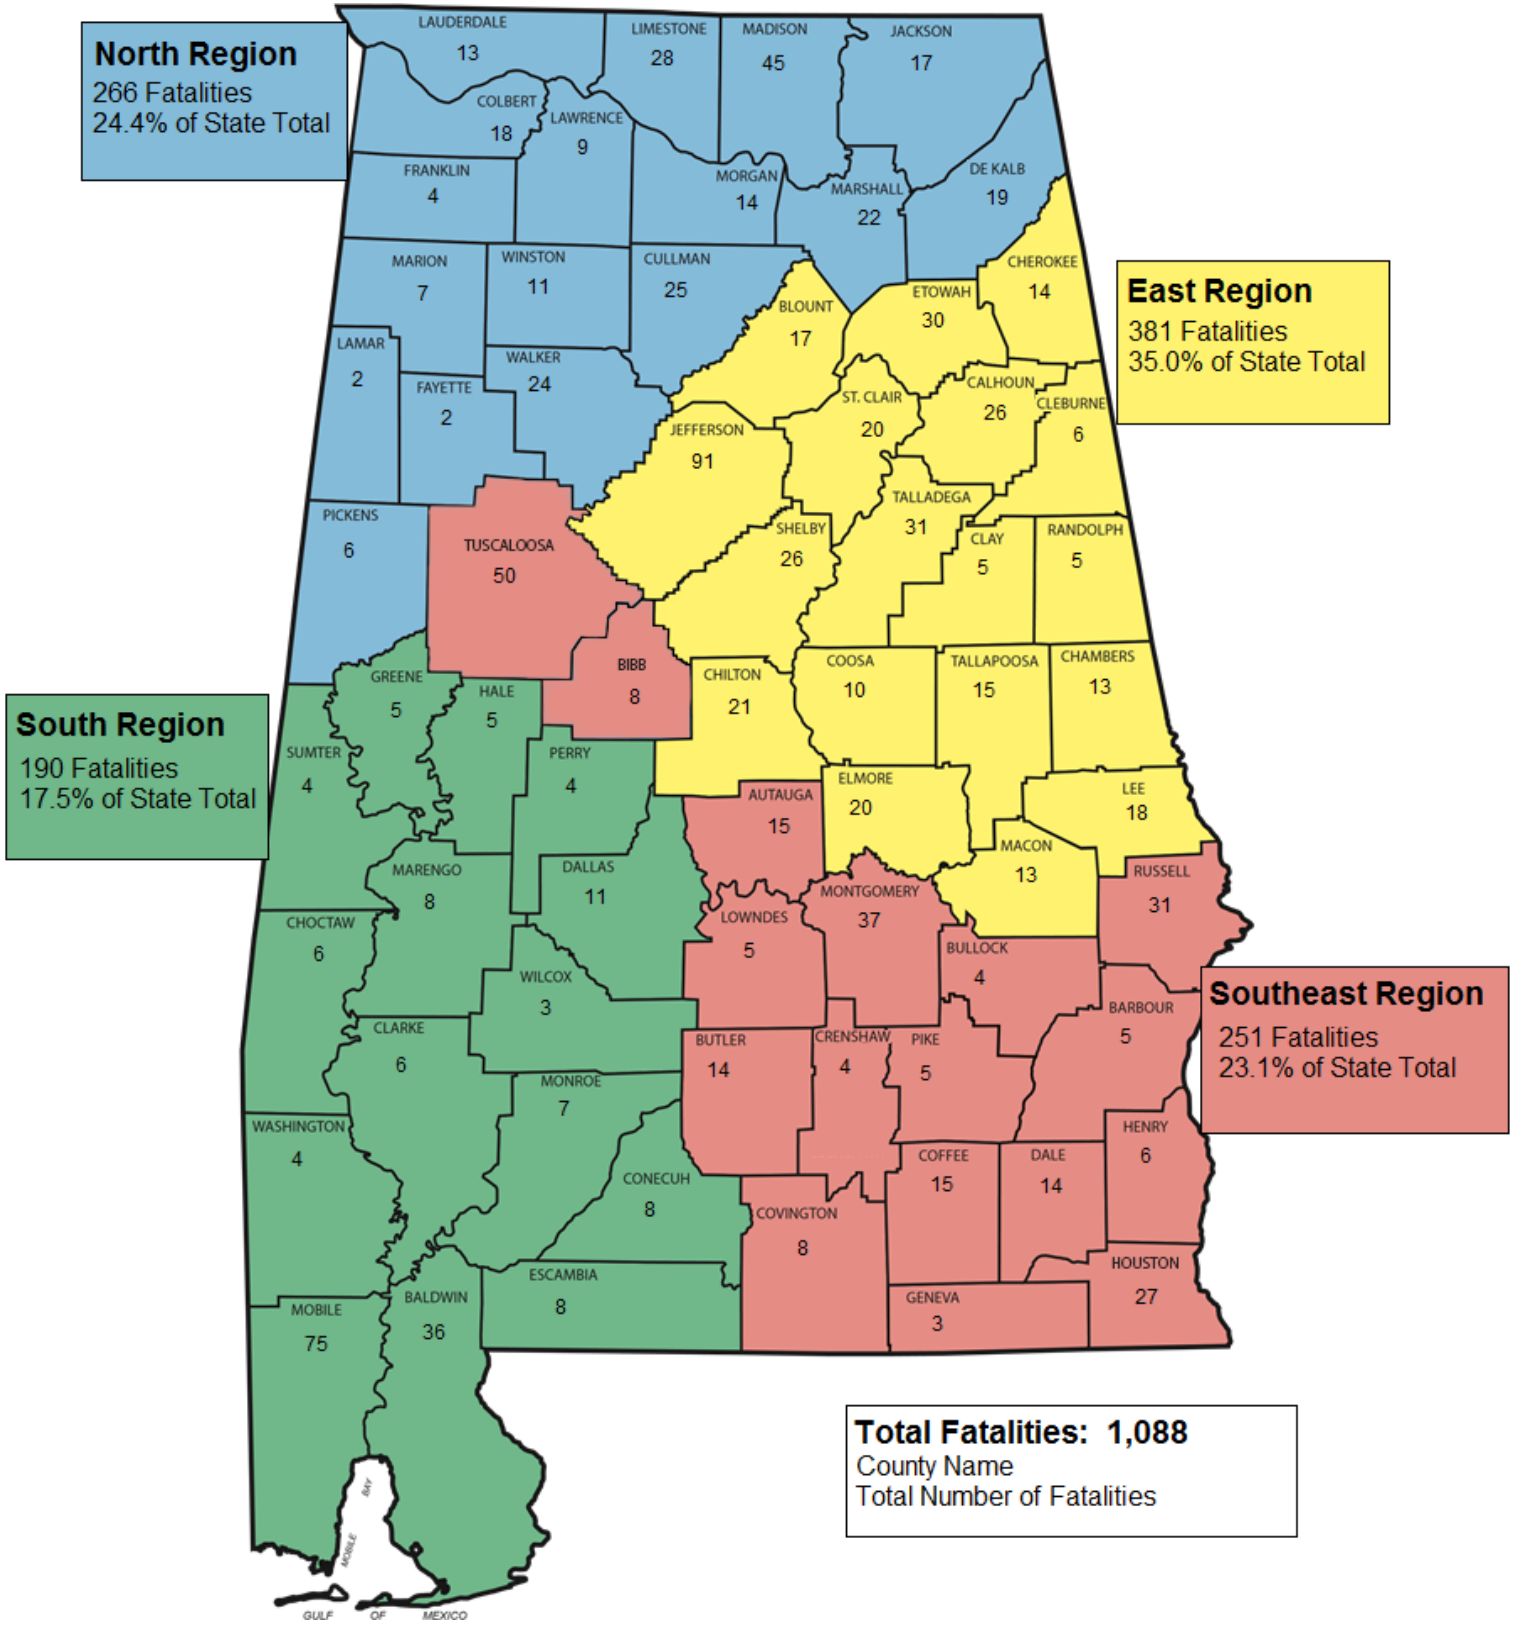 LAUDERDALE
13
LIMESTONE
28
MADISON
45
JACKSON
17
North Region
266 Fatalities
24.4% of State Total
COLBERT
18
LAWRENCE
9
FRANKLIN
4
MORGAN
14
MARSHALL
22
DE KALB
19
MARION
7
WINSTON
11
CULLMAN
25
CHEROKEE
14
East Region
381 Fatalities
35.0% of State Total
BLOUNT
17
ETOWAH
30
LAMAR
2
FAYETTE
2
WALKER
24
ST. CLAIR
20
CALHOUN
26
CLEBURNE
6
JEFFERSON
91
PICKENS
6
TUSCALOOSA
50
SHELBY
26
TALLADEGA
31
CLAY
5
RANDOLPH
5
BIBB
8
CHILTON
21
COOSA
10
TALLAPOOSA
15
CHAMBERS
13
South Region
190 Fatalities
17.5% of State Total
GREENE
5
HALE
5
SUMTER
4
PERRY
4
AUTAUGA
15
ELMORE
20
LEE
18
MARENGO
8
DALLAS
11
MACON
13
RUSSELL
31
CHOCTAW
6
LOWNDES
5
MONTGOMERY
37
BULLOCK
4
WILCOX
3
Southeast Region
251 Fatalities
23.1% of State Total
BARBOUR
5
CLARKE
6
BUTLER
14
CRENSHAW
4
PIKE
5
MONROE
7
WASHINGTON
4
HENRY
6
CONECUH
8
COFFEE
15
DALE
14
COVINGTON
8
ESCAMBIA
8
HOUSTON
27
MOBILE
75
BALDWIN
36
GENEVA
3
Total Fatalities: 1,088
County Name
Total Number of Fatalities
MOBILE BAY
GULF OF MEXICO